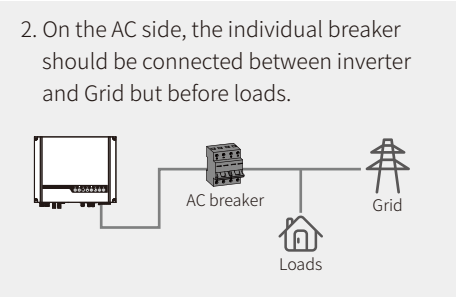 2. On the AC side, the individual breaker
should be connected between inverter
and Grid but before loads.
AC breaker
Grid
Loads